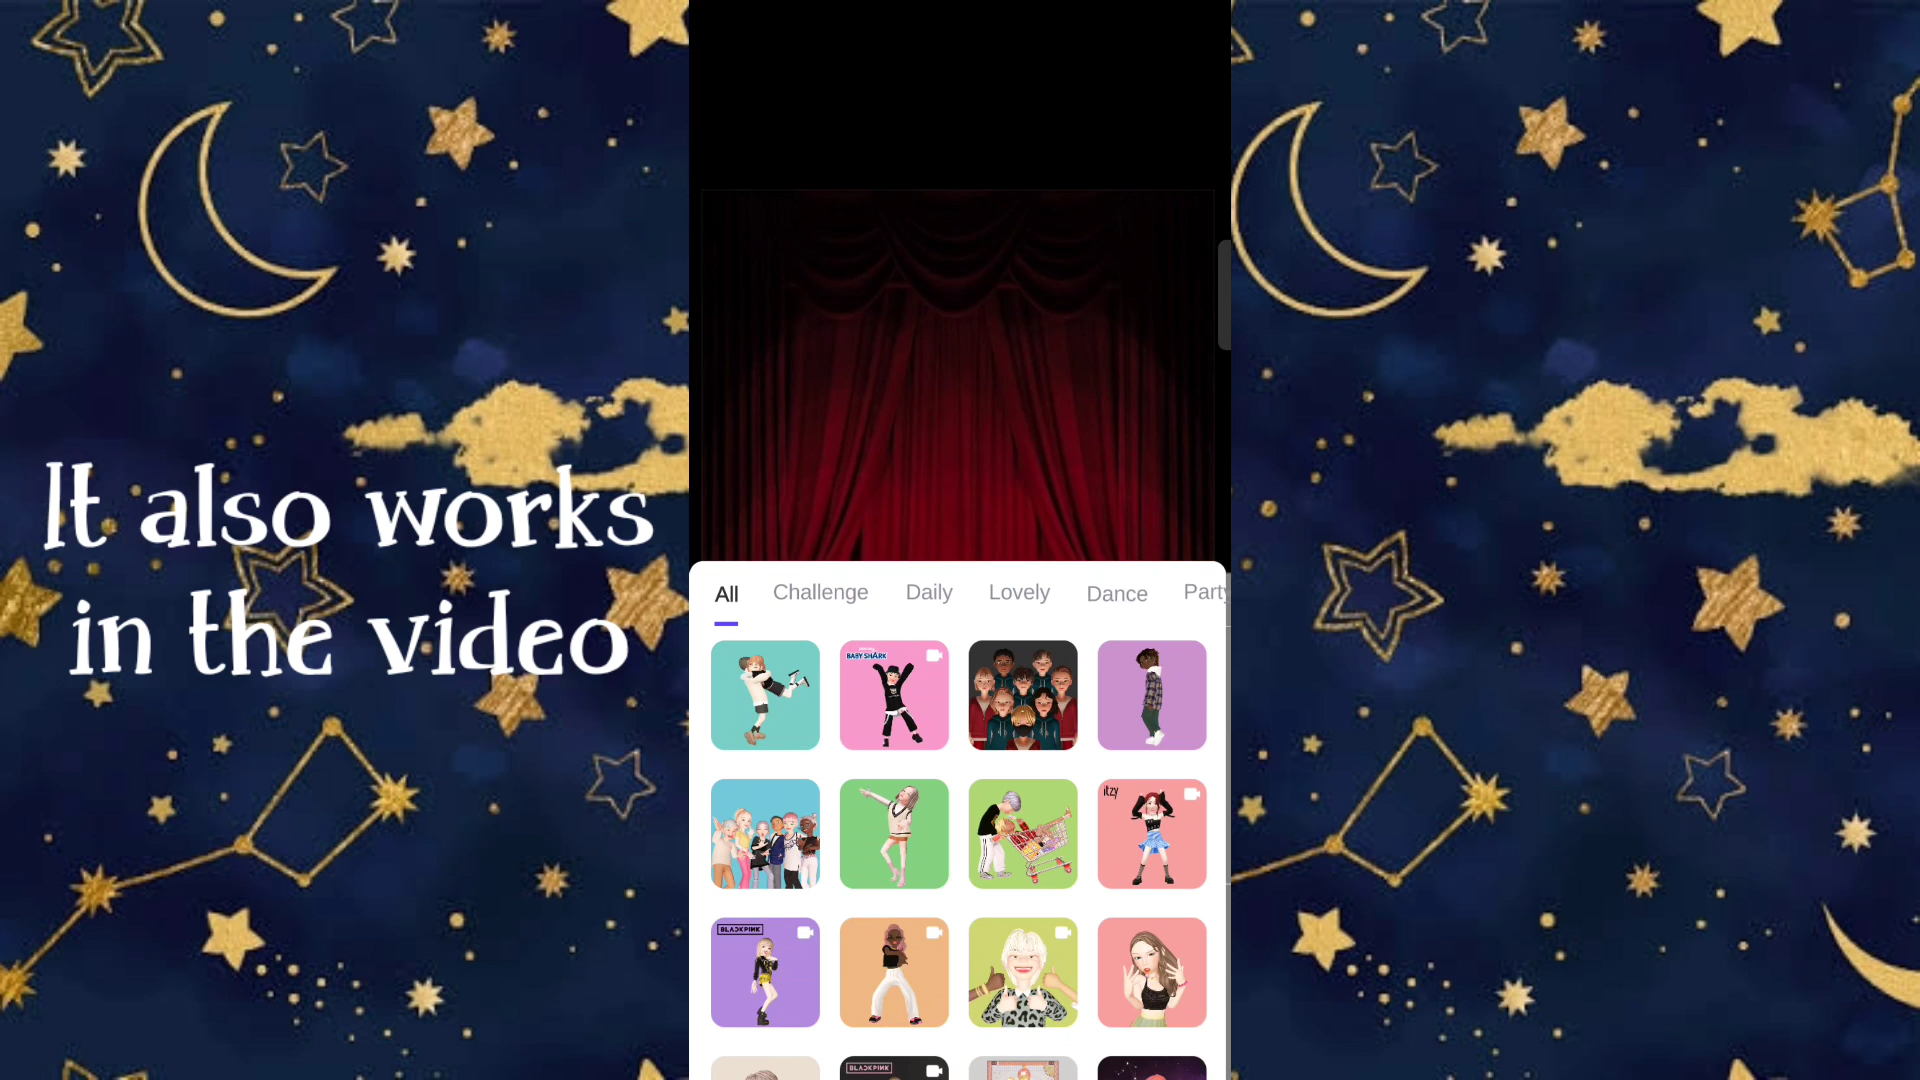 It also works
in the video
All Challenge Daily Lovely Dance Party
BABY SHARK
itzy
BLACKPINK
BLACKPINK